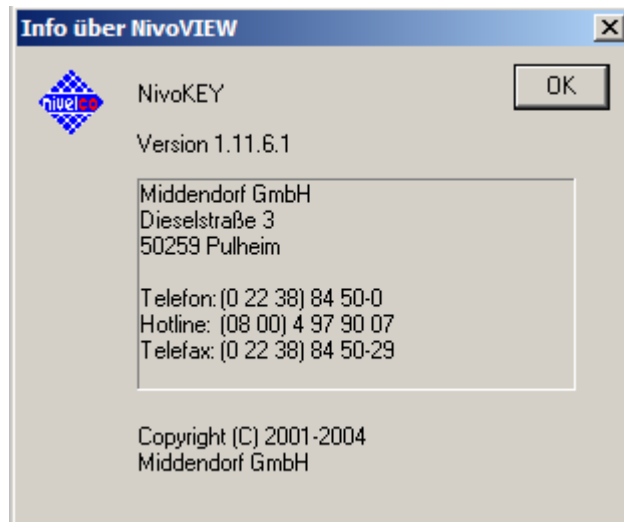 Info über NivoVIEW
nivelco
NivoKEY
OK
Version 1.11.6.1
Middendorf GmbH
Dieselstraße 3
50259 Pulheim
Telefon: (0 22 38) 84 50-0
Hotline: (08 00) 4 97 90 07
Telefax: (0 22 38) 84 50-29
Copyright (C) 2001-2004
Middendorf GmbH